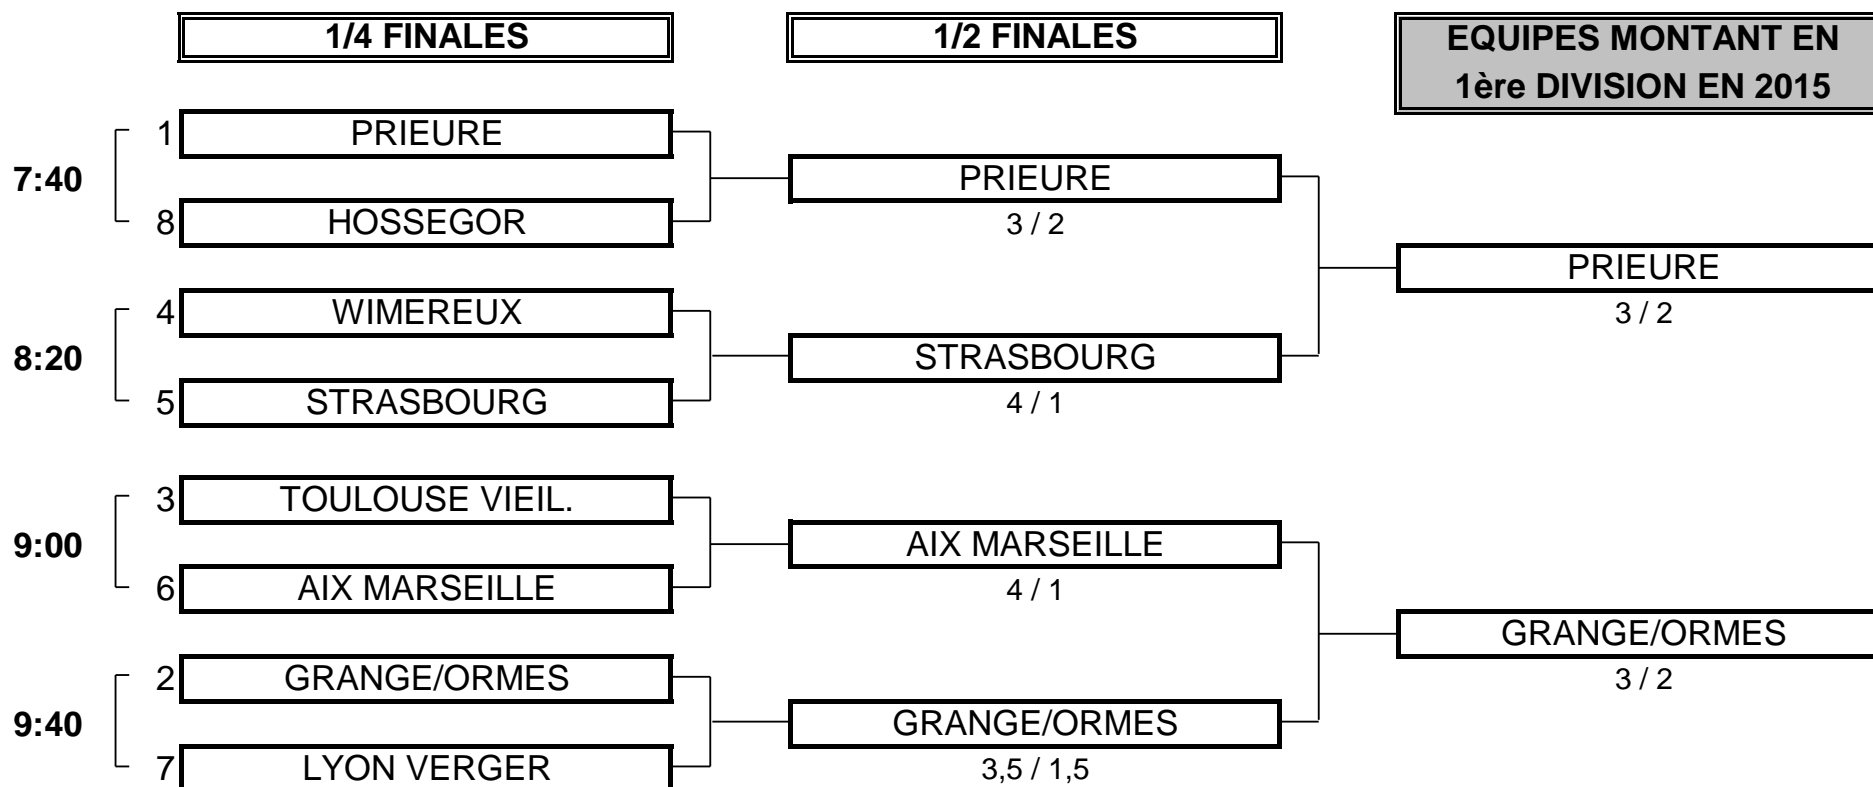 1/4 FINALES
1/2 FINALES
EQUIPES MONTANT EN
1ère DIVISION EN 2015
1 PRIEURE
7:40
PRIEURE
8 HOSSEGOR
3 / 2
PRIEURE
4 WIMEREUX
3 / 2
8:20
STRASBOURG
5 STRASBOURG
4 / 1
3 TOULOUSE VIEIL.
9:00
AIX MARSEILLE
6 AIX MARSEILLE
4 / 1
GRANGE/ORMES
2 GRANGE/ORMES
3 / 2
9:40
GRANGE/ORMES
7 LYON VERGER
3,5 / 1,5